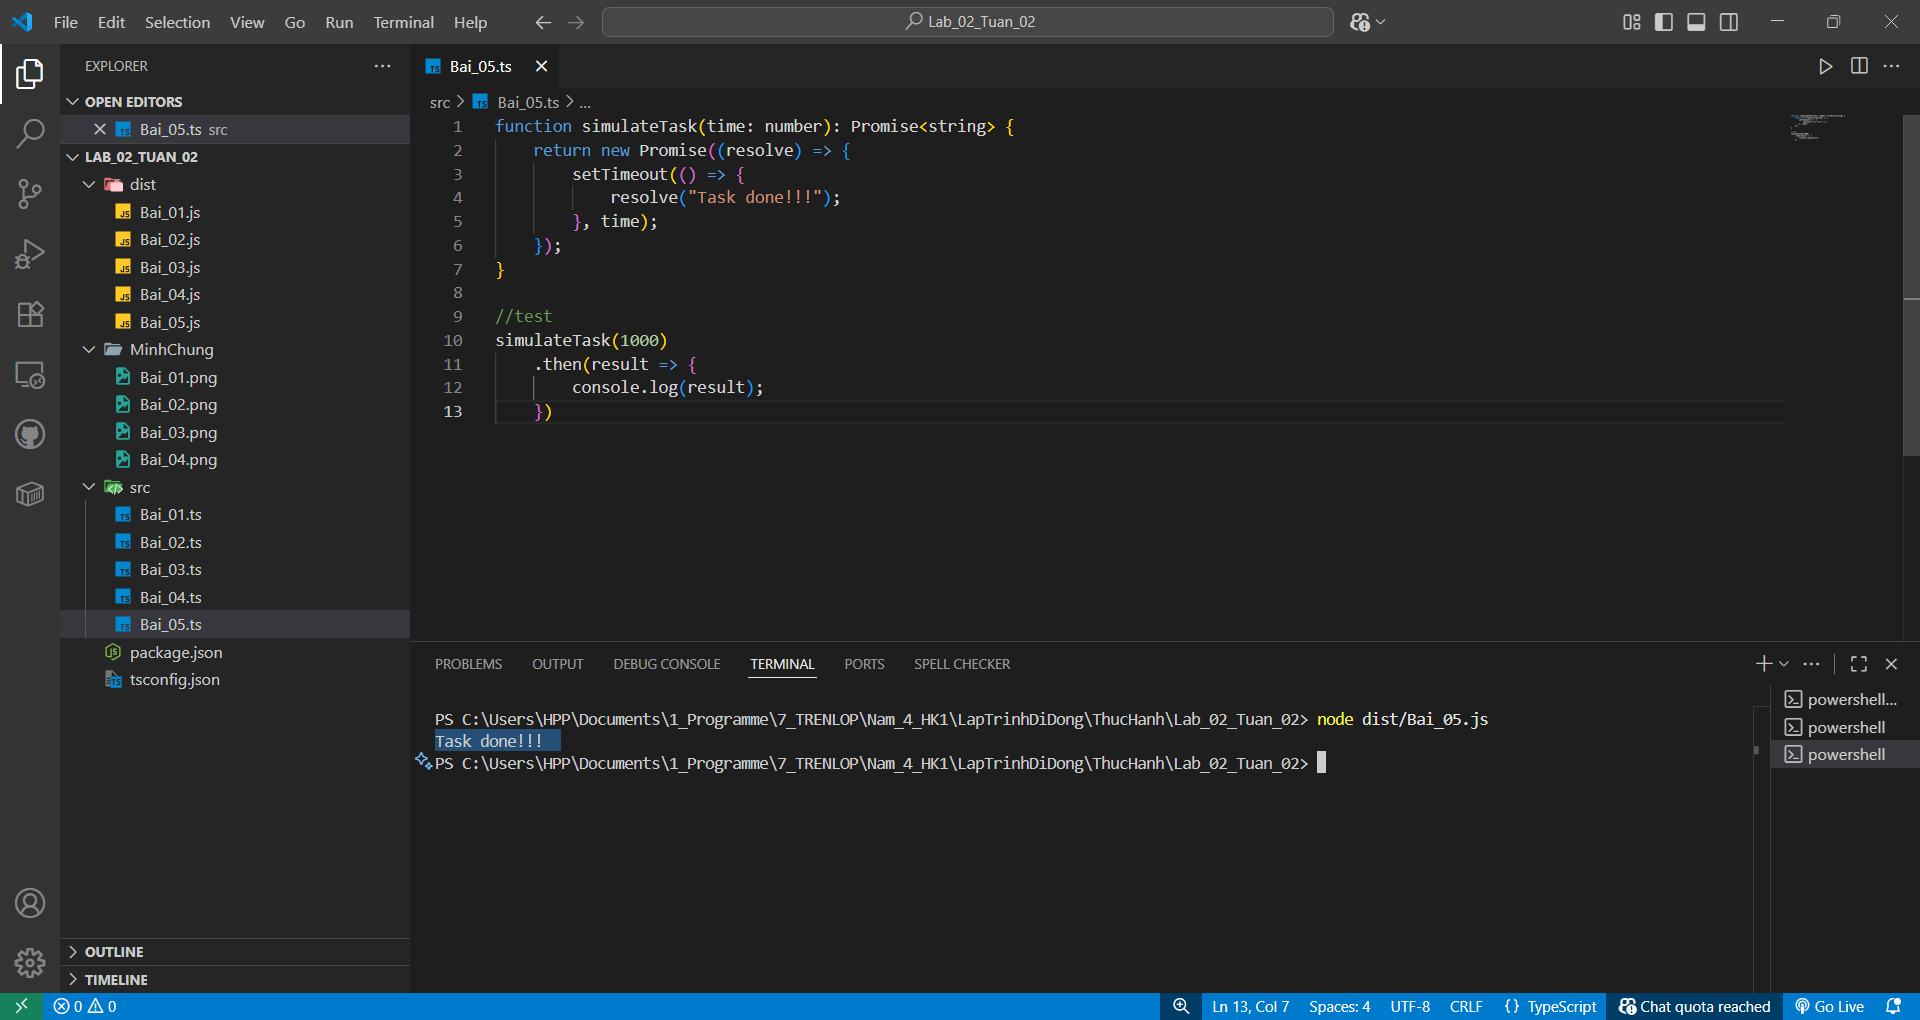 File Edit Selection View Go Run Terminal Help
Lab_02_Tuan_02
EXPLORER
OPEN EDITORS
Bai_05.ts src
LAB_02_TUAN_02
dist
Bai_01.js
Bai_02.js
Bai_03.js
Bai_04.js
Bai_05.js
MinhChung
Bai_01.png
Bai_02.png
Bai_03.png
Bai_04.png
src
Bai_01.ts
Bai_02.ts
Bai_03.ts
Bai_04.ts
Bai_05.ts
package.json
tsconfig.json
OUTLINE
TIMELINE
Bai_05.ts
src > Bai_05.ts > ...
1 function simulateTask(time: number): Promise<string> {
2 return new Promise((resolve) => {
3 setTimeout(() => {
4 resolve("Task done!!!");
5 }, time);
6 });
7 }
8
9 //test
10 simulateTask(1000)
11 .then(result => {
12 console.log(result);
13 })
PROBLEMS OUTPUT DEBUG CONSOLE TERMINAL PORTS SPELL CHECKER
PS C:\Users\HPP\Documents\1_Programme\7_TRENLOP\Nam_4_HK1\LapTrinhDiDong\ThucHanh\Lab_02_Tuan_02> node dist/Bai_05.js
Task done!!!
PS C:\Users\HPP\Documents\1_Programme\7_TRENLOP\Nam_4_HK1\LapTrinhDiDong\ThucHanh\Lab_02_Tuan_02>
powershell...
powershell
powershell
0 0 Ln 13, Col 7 Spaces: 4 UTF-8 CRLF {} TypeScript Chat quota reached Go Live